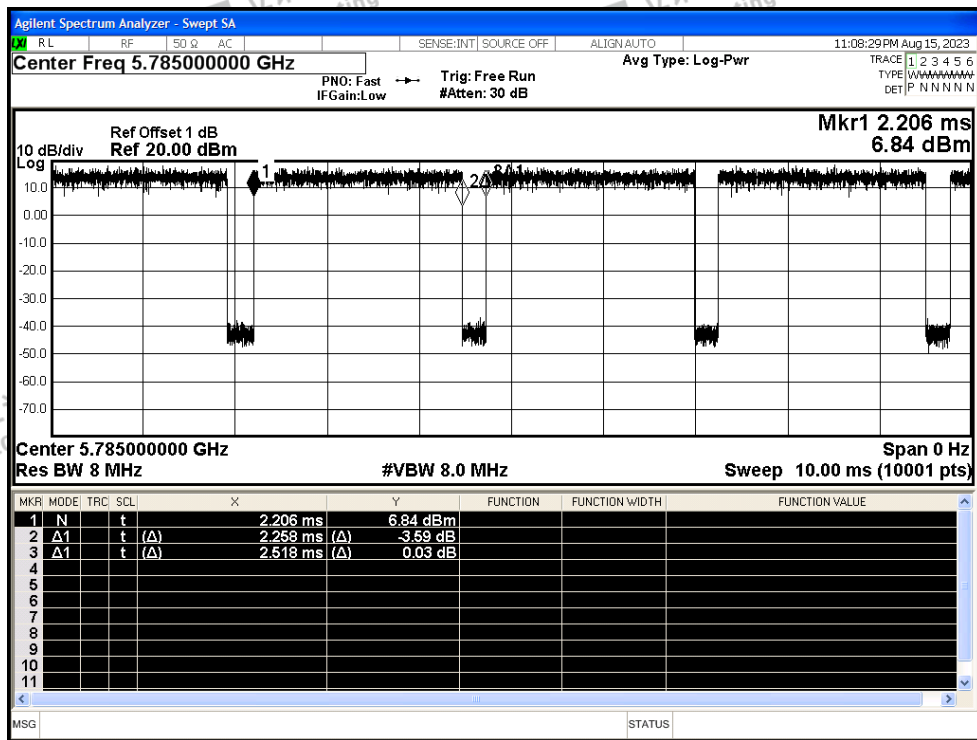 Agilent Spectrum Analyzer - Swept SA
LXI RL RF 50 Ω AC SENSE:INT SOURCE OFF ALIGN AUTO 11:08:29 PM Aug 15, 2023
Center Freq 5.785000000 GHz
Avg Type: Log-Pwr
TRACE 1 2 3 4 5 6
PNO: Fast Trig: Free Run
TYPE WWWWWW
IFGain:Low #Atten: 30 dB
DET P N N N N N
Mkr1 2.206 ms
Ref Offset 1 dB
10 dB/div Ref 20.00 dBm 6.84 dBm
Log
1 2Δ 3Δ1
10.0
0.00
-10.0
-20.0
-30.0
-40.0
-50.0
-60.0
-70.0
Center 5.785000000 GHz Span 0 Hz
Res BW 8 MHz #VBW 8.0 MHz Sweep 10.00 ms (10001 pts)
MKR MODE TRC SCL X Y FUNCTION FUNCTION WIDTH FUNCTION VALUE
1 N t 2.206 ms 6.84 dBm
2 Δ1 t (Δ) 2.258 ms (Δ) -3.59 dB
3 Δ1 t (Δ) 2.518 ms (Δ) 0.03 dB
4
5
6
7
8
9
10
11
MSG STATUS